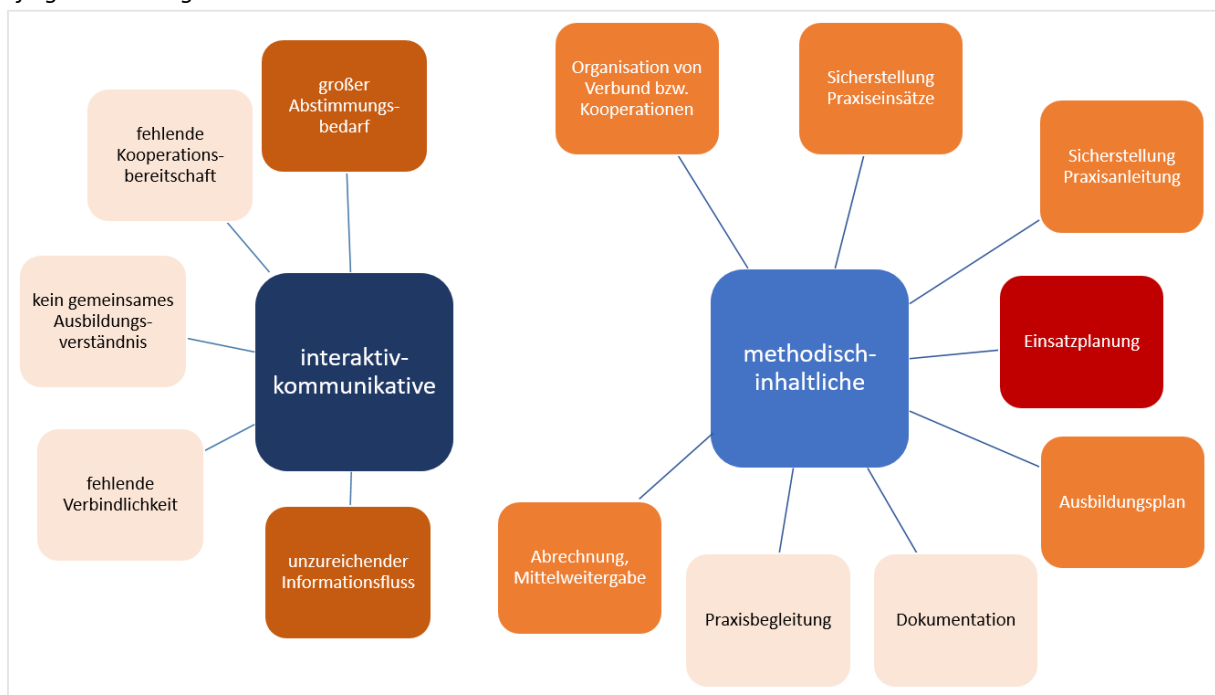 großer
Abstimmungs-
bedarf
fehlende
Kooperations-
bereitschaft
kein gemeinsames
Ausbildungs-
verständnis
interaktiv-
kommunikative
fehlende
Verbindlichkeit
unzureichender
Informationsfluss
Organisation von
Verbund bzw.
Kooperationen
Sicherstellung
Praxiseinsätze
Sicherstellung
Praxisanleitung
methodisch-
inhaltliche
Einsatzplanung
Ausbildungsplan
Abrechnung,
Mittelweitergabe
Praxisbegleitung
Dokumentation